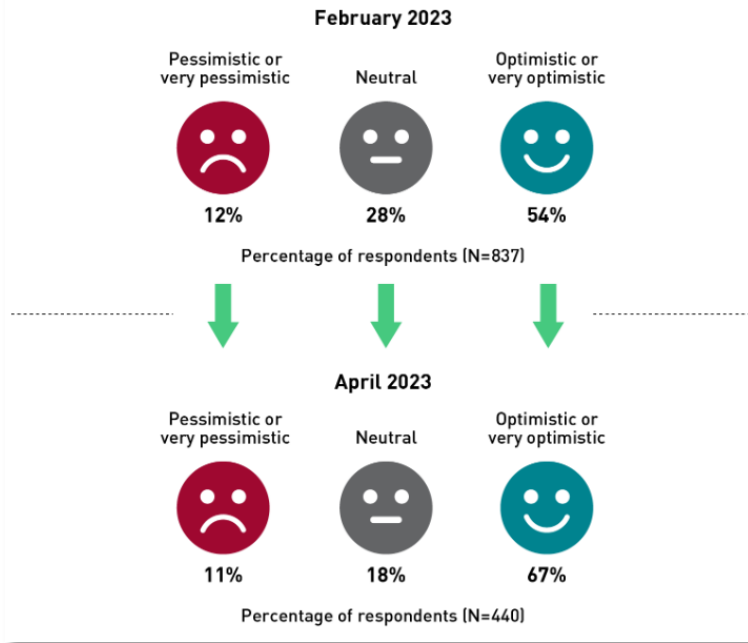 February 2023
Pessimistic or
very pessimistic
Neutral
Optimistic or
very optimistic
12%
28%
54%
Percentage of respondents (N=837)
April 2023
Pessimistic or
very pessimistic
Neutral
Optimistic or
very optimistic
11%
18%
67%
Percentage of respondents (N=440)